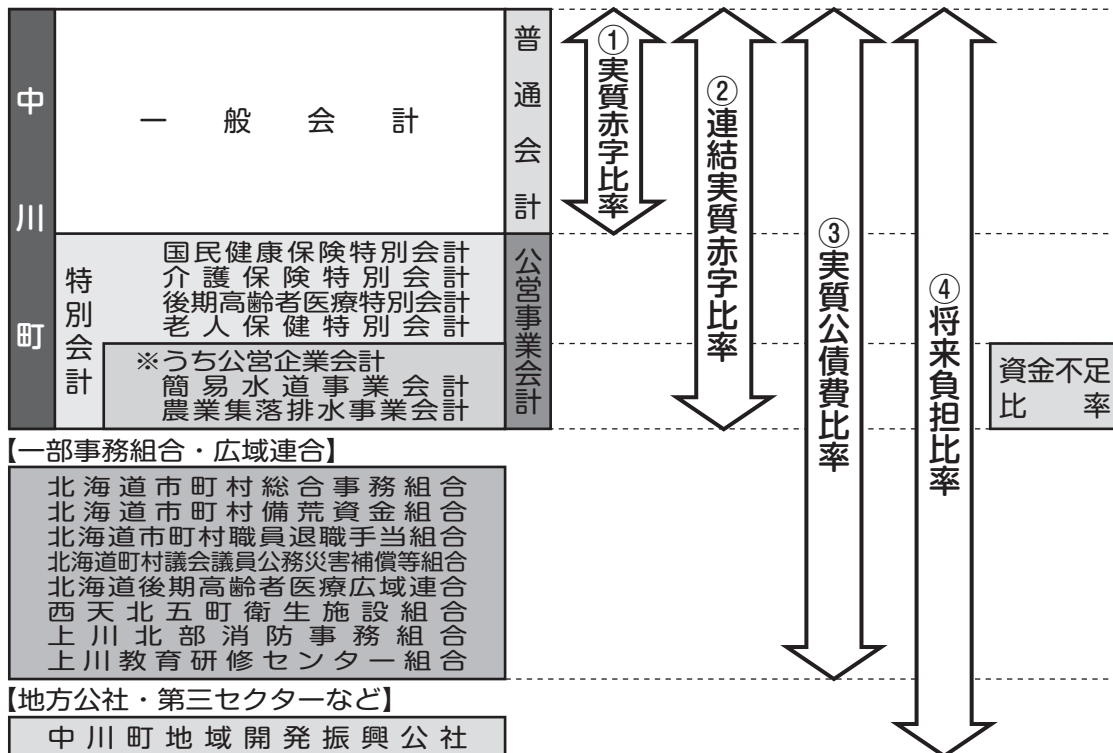 中川町
一般会計
普通会計
特別会計
国民健康保険特別会計
介護保険特別会計
後期高齢者医療特別会計
老人保健特別会計
※うち公営企業会計
簡易水道事業会計
農業集落排水事業会計
公営事業会計
①実質赤字比率
②連結実質赤字比率
③実質公債費比率
④将来負担比率
資金不足
比率
【一部事務組合・広域連合】
北海道市町村総合事務組合
北海道市町村備荒資金組合
北海道市町村職員退職手当組合
北海道町村議会議員公務災害補償等組合
北海道後期高齢者医療広域連合
西天北五町衛生施設組合
上川北部消防事務組合
上川教育研修センター組合
【地方公社・第三セクターなど】
中川町地域開発振興公社